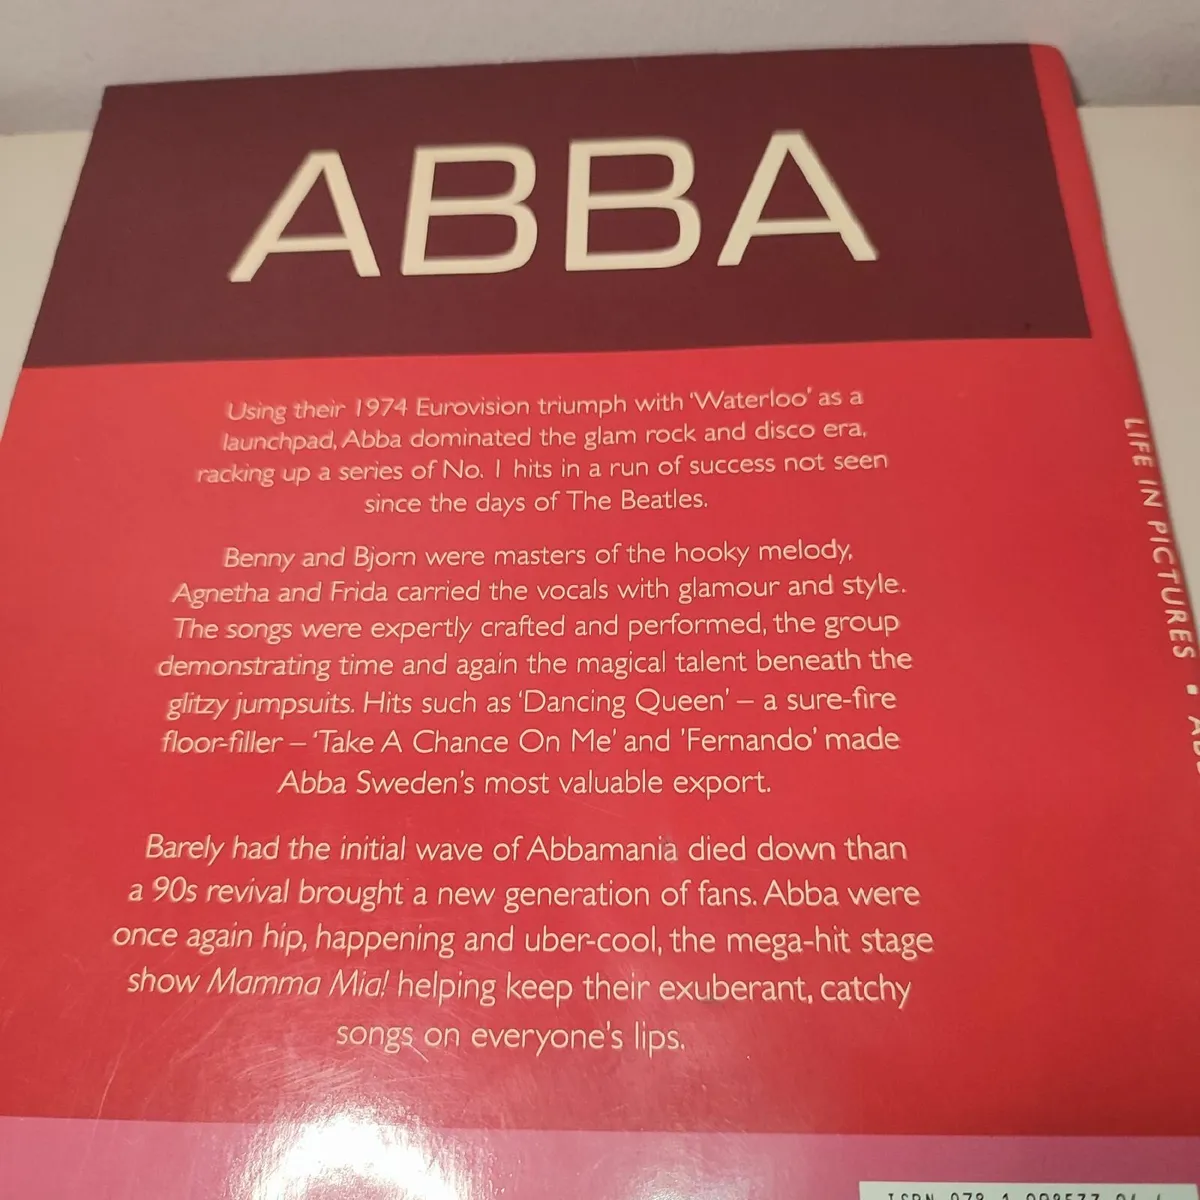 ABBA
Using their 1974 Eurovision triumph with 'Waterloo' as a
launchpad, Abba dominated the glam rock and disco era,
racking up a series of No. 1 hits in a run of success not seen
since the days of The Beatles.
Benny and Bjorn were masters of the hooky melody,
Agnetha and Frida carried the vocals with glamour and style.
The songs were expertly crafted and performed, the group
demonstrating time and again the magical talent beneath the
glitzy jumpsuits. Hits such as 'Dancing Queen' – a sure-fire
floor-filler – 'Take A Chance On Me' and 'Fernando' made
Abba Sweden's most valuable export.
Barely had the initial wave of Abbamania died down than
a 90s revival brought a new generation of fans. Abba were
once again hip, happening and uber-cool, the mega-hit stage
show Mamma Mia! helping keep their exuberant, catchy
songs on everyone's lips.
LIFE IN PICTURES
ISBN 978